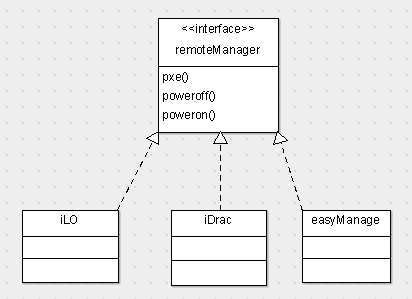 <<interface>>
remoteManager
pxe()
poweroff()
poweron()
iLO
iDrac
easyManage